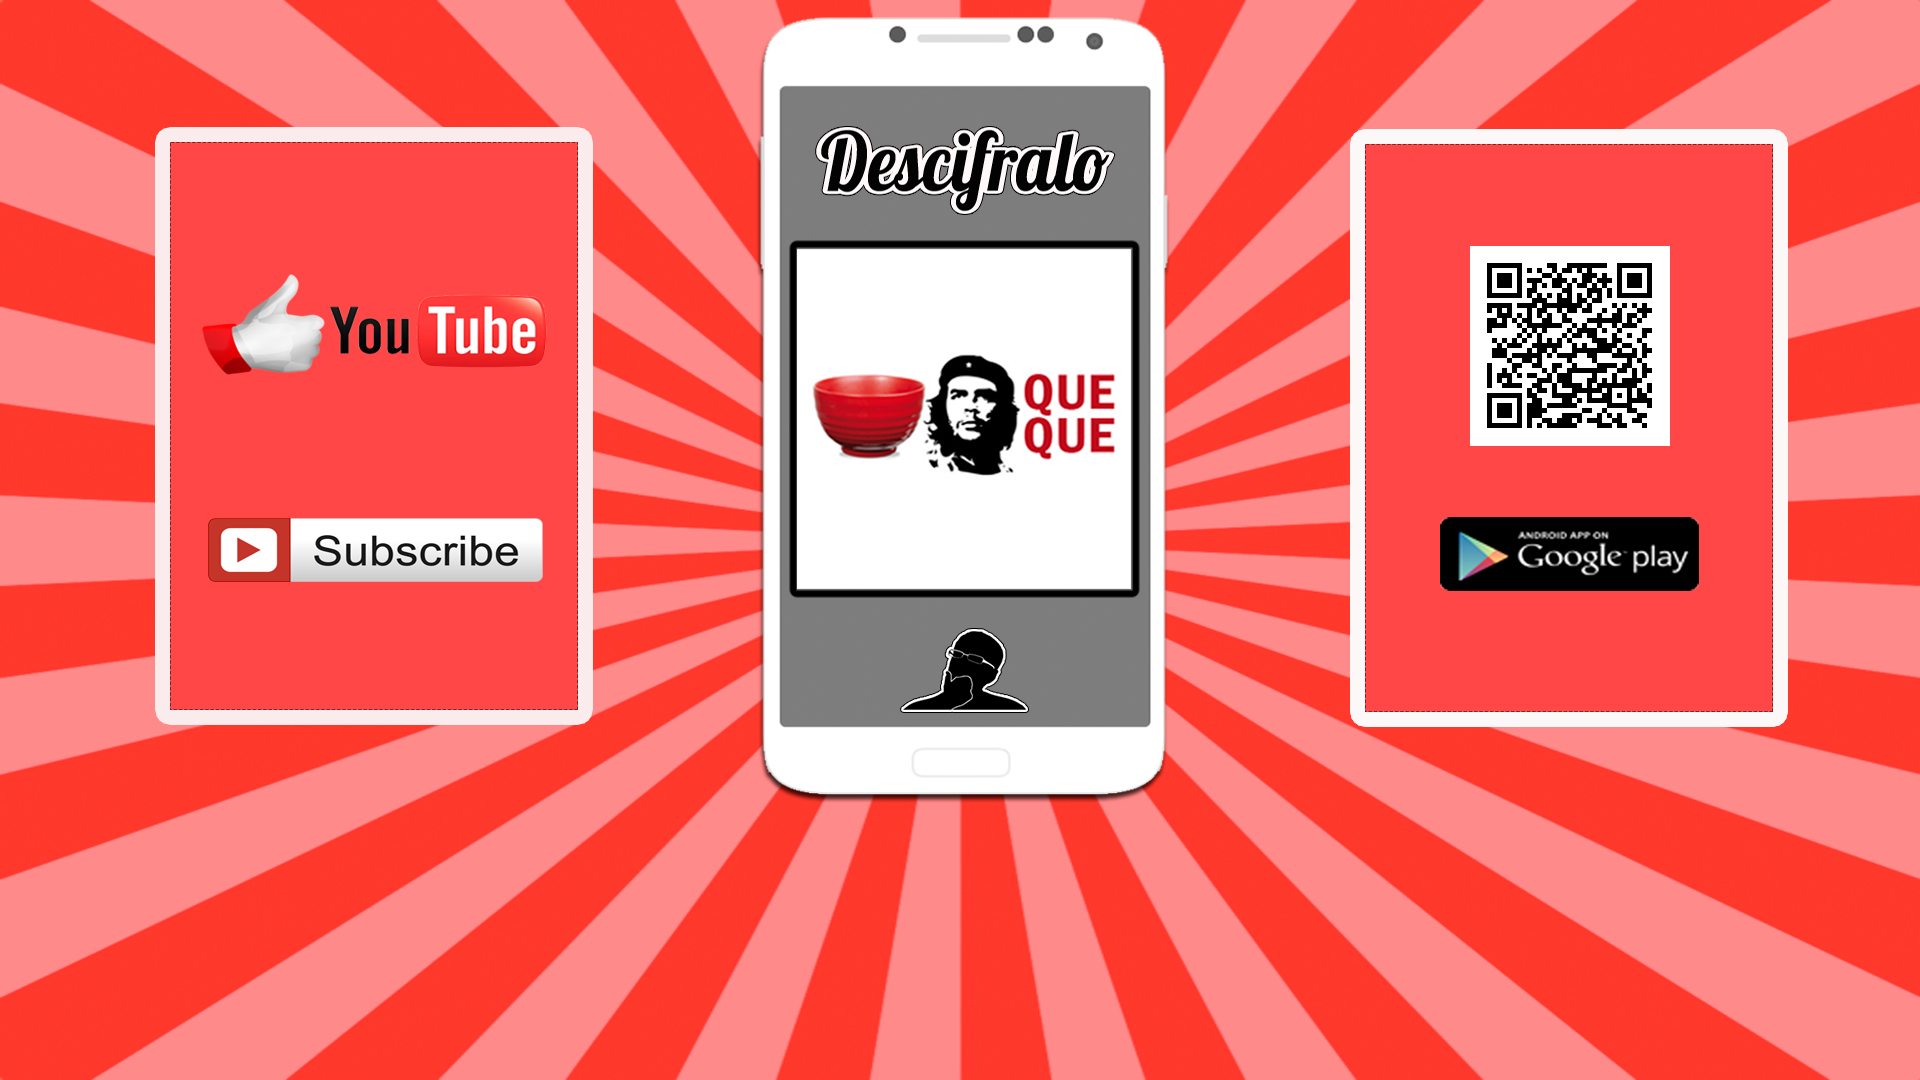 Descifralo
You Tube
Subscribe
QUE
QUE
ANDROID APP ON
Google play